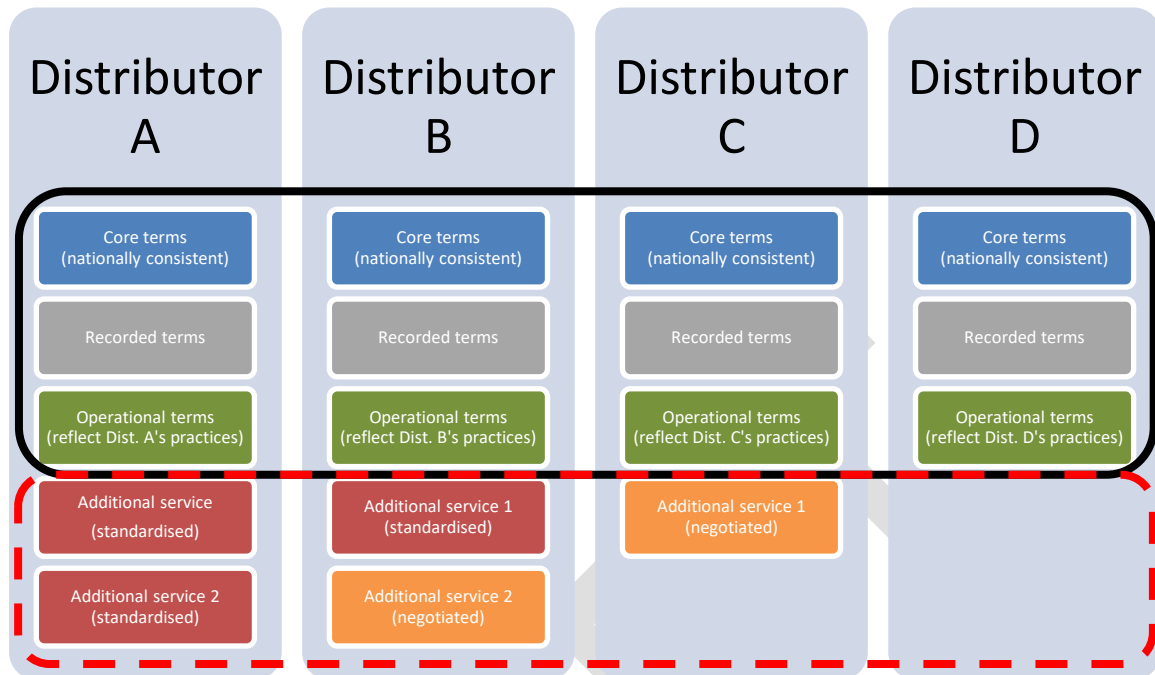 Distributor
A
Distributor
B
Distributor
C
Distributor
D
Core terms
(nationally consistent)
Core terms
(nationally consistent)
Core terms
(nationally consistent)
Core terms
(nationally consistent)
Recorded terms
Recorded terms
Recorded terms
Recorded terms
Operational terms
(reflect Dist. A's practices)
Operational terms
(reflect Dist. B's practices)
Operational terms
(reflect Dist. C's practices)
Operational terms
(reflect Dist. D's practices)
Additional service
(standardised)
Additional service 1
(standardised)
Additional service 1
(negotiated)
Additional service 2
(standardised)
Additional service 2
(negotiated)